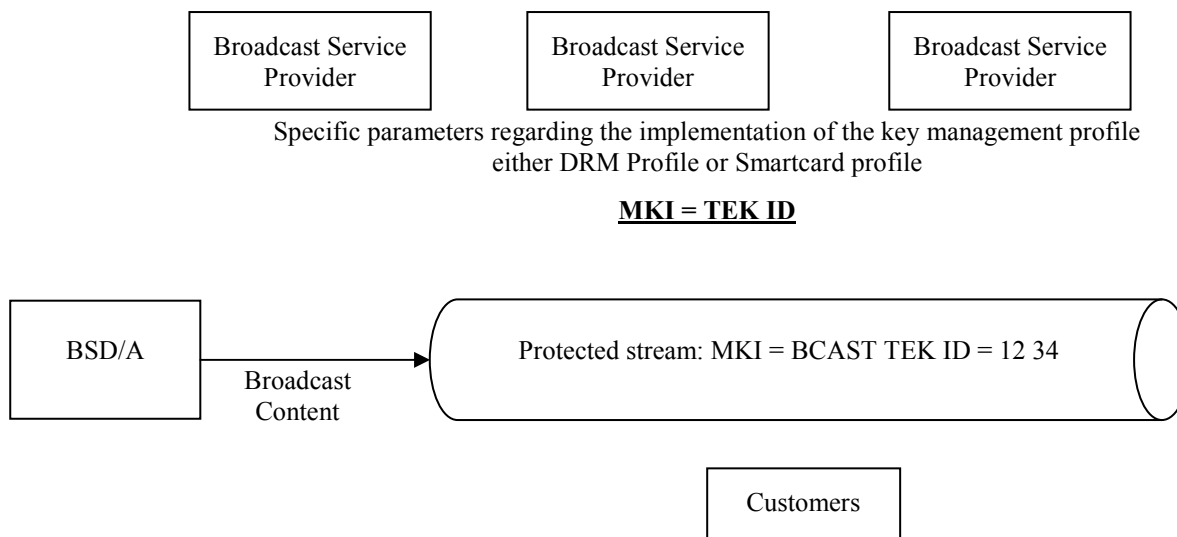 Broadcast Service
Provider
Broadcast Service
Provider
Broadcast Service
Provider
Specific parameters regarding the implementation of the key management profile
either DRM Profile or Smartcard profile
MKI = TEK ID
BSD/A
Broadcast
Content
Protected stream: MKI = BCAST TEK ID = 12 34
Customers